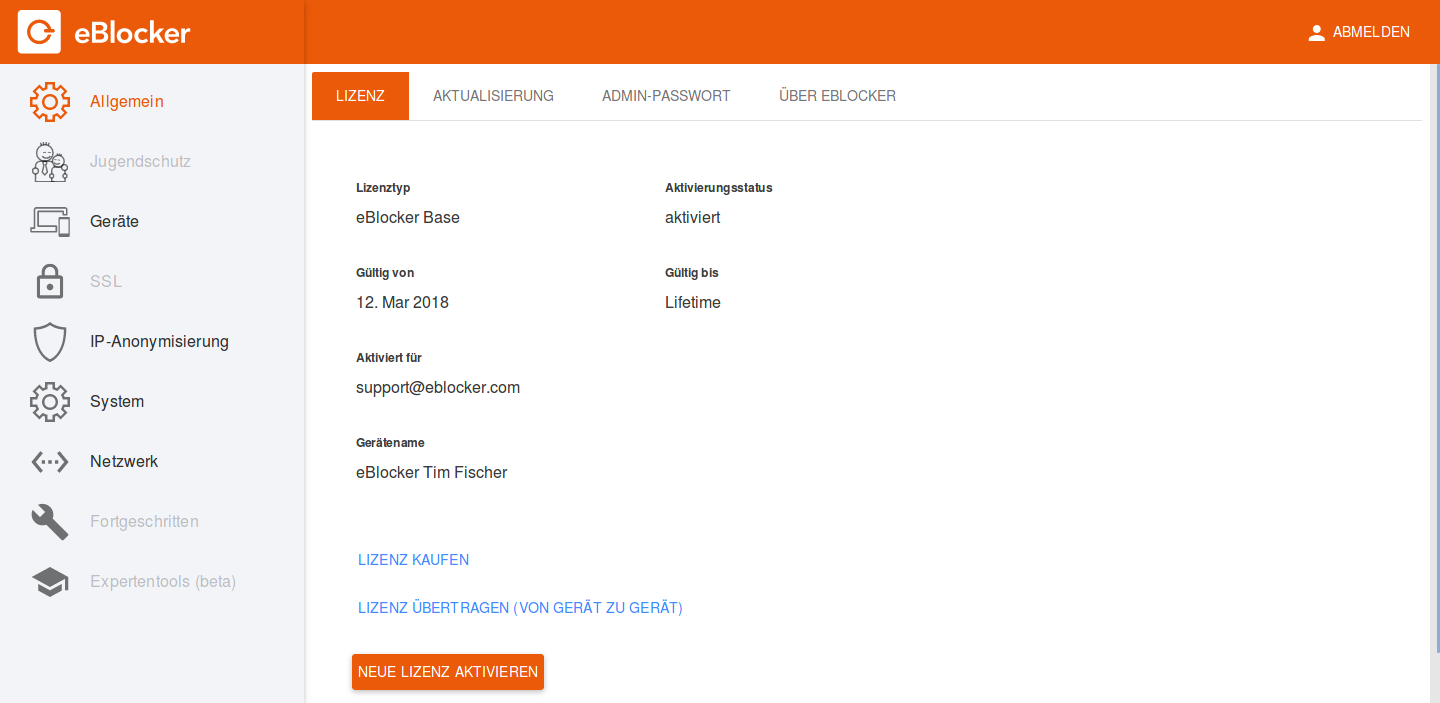 eBlocker
ABMELDEN
Allgemein
Jugendschutz
Geräte
SSL
IP-Anonymisierung
System
Netzwerk
Fortgeschritten
Expertentools (beta)
LIZENZ AKTUALISIERUNG ADMIN-PASSWORT ÜBER EBLOCKER
Lizenztyp Aktivierungsstatus
eBlocker Base aktiviert
Gültig von Gültig bis
12. Mar 2018 Lifetime
Aktiviert für
support@eblocker.com
Gerätename
eBlocker Tim Fischer
LIZENZ KAUFEN
LIZENZ ÜBERTRAGEN (VON GERÄT ZU GERÄT)
NEUE LIZENZ AKTIVIEREN